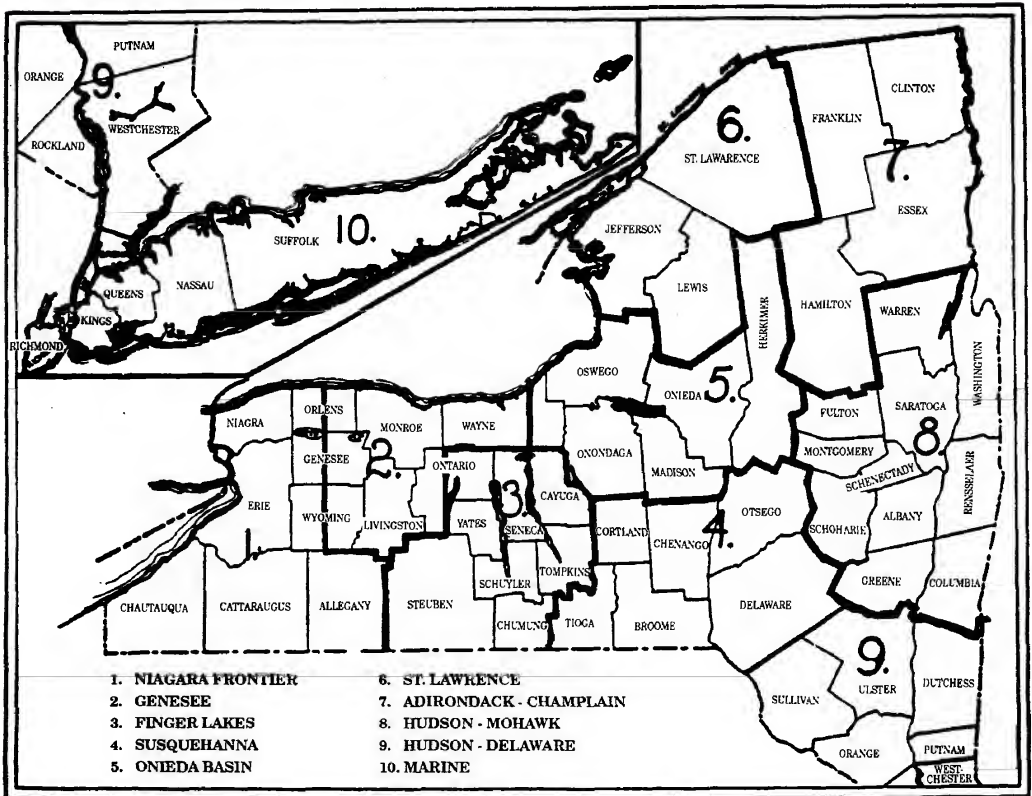 PUTNAM
ORANGE
9.
WESTCHESTER
ROCKLAND
SUFFOLK
10.
NASSAU
QUEENS
KINGS
RICHMOND
6.
ST. LAWARENCE
FRANKLIN
CLINTON
7.
ESSEX
JEFFERSON
LEWIS
HERKIMER
HAMILTON
WARREN
WASHINGTON
OSWEGO
ONIEDA
5.
FULTON
SARATOGA
8
MONTGOMERY
SCHENECTADY
RENSSELAER
NIAGRA
ORLENS
MONROE
WAYNE
GENESEE
2.
ONTARIO
ONONDAGA
MADISON
ERIE
WYOMING
LIVINGSTON
YATES
3.
SENECA
CAYUGA
CORTLAND
CHENANGO
4.
OTSEGO
SCHOHARIE
ALBANY
1
SCHUYLER
TOMPKINS
GREENE
COLUMBIA
CHAUTAUQUA
CATTARAUGUS
ALLEGANY
STEUBEN
CHUMUNG
TIOGA
BROOME
DELAWARE
9.
ULSTER
DUTCHESS
SULLIVAN
ORANGE
PUTNAM
WEST-
CHESTER
1. NIAGARA FRONTIER
2. GENESEE
3. FINGER LAKES
4. SUSQUEHANNA
5. ONIEDA BASIN
6. ST. LAWRENCE
7. ADIRONDACK - CHAMPLAIN
8. HUDSON - MOHAWK
9. HUDSON - DELAWARE
10. MARINE